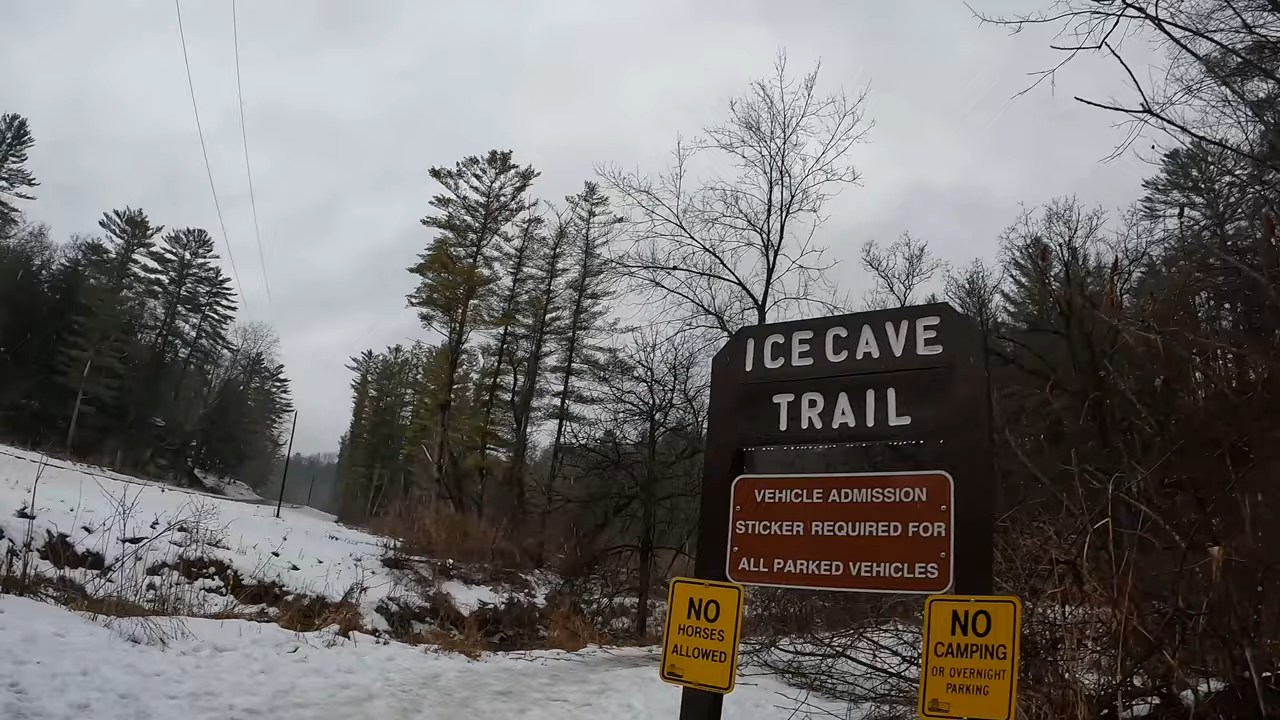 ICE CAVE
TRAIL
VEHICLE ADMISSION
STICKER REQUIRED FOR
ALL PARKED VEHICLES
NO
HORSES
ALLOWED
NO
CAMPING
OR OVERNIGHT
PARKING